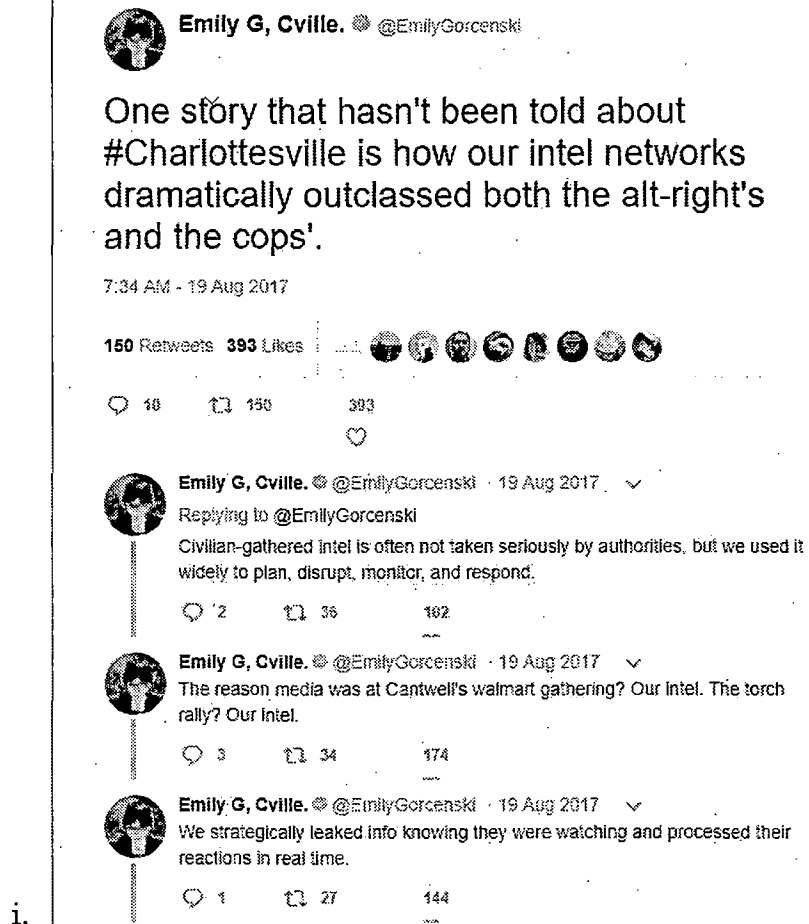 Emily G, Cville. @EmilyGorcenski
One story that hasn't been told about
#Charlottesville is how our intel networks
dramatically outclassed both the alt-right's
and the cops'.
7:34 AM - 19 Aug 2017
150 Retweets 393 Likes
18 150 393
Emily G, Cville. @EmilyGorcenski · 19 Aug 2017
Replying to @EmilyGorcenski
Civilian-gathered intel is often not taken seriously by authorities, but we used it
widely to plan, disrupt, monitor, and respond.
2 36 102
Emily G, Cville. @EmilyGorcenski · 19 Aug 2017
The reason media was at Cantwell's walmart gathering? Our intel. The torch
rally? Our intel.
3 34 174
Emily G, Cville. @EmilyGorcenski · 19 Aug 2017
We strategically leaked info knowing they were watching and processed their
reactions in real time.
1 27 144
i.